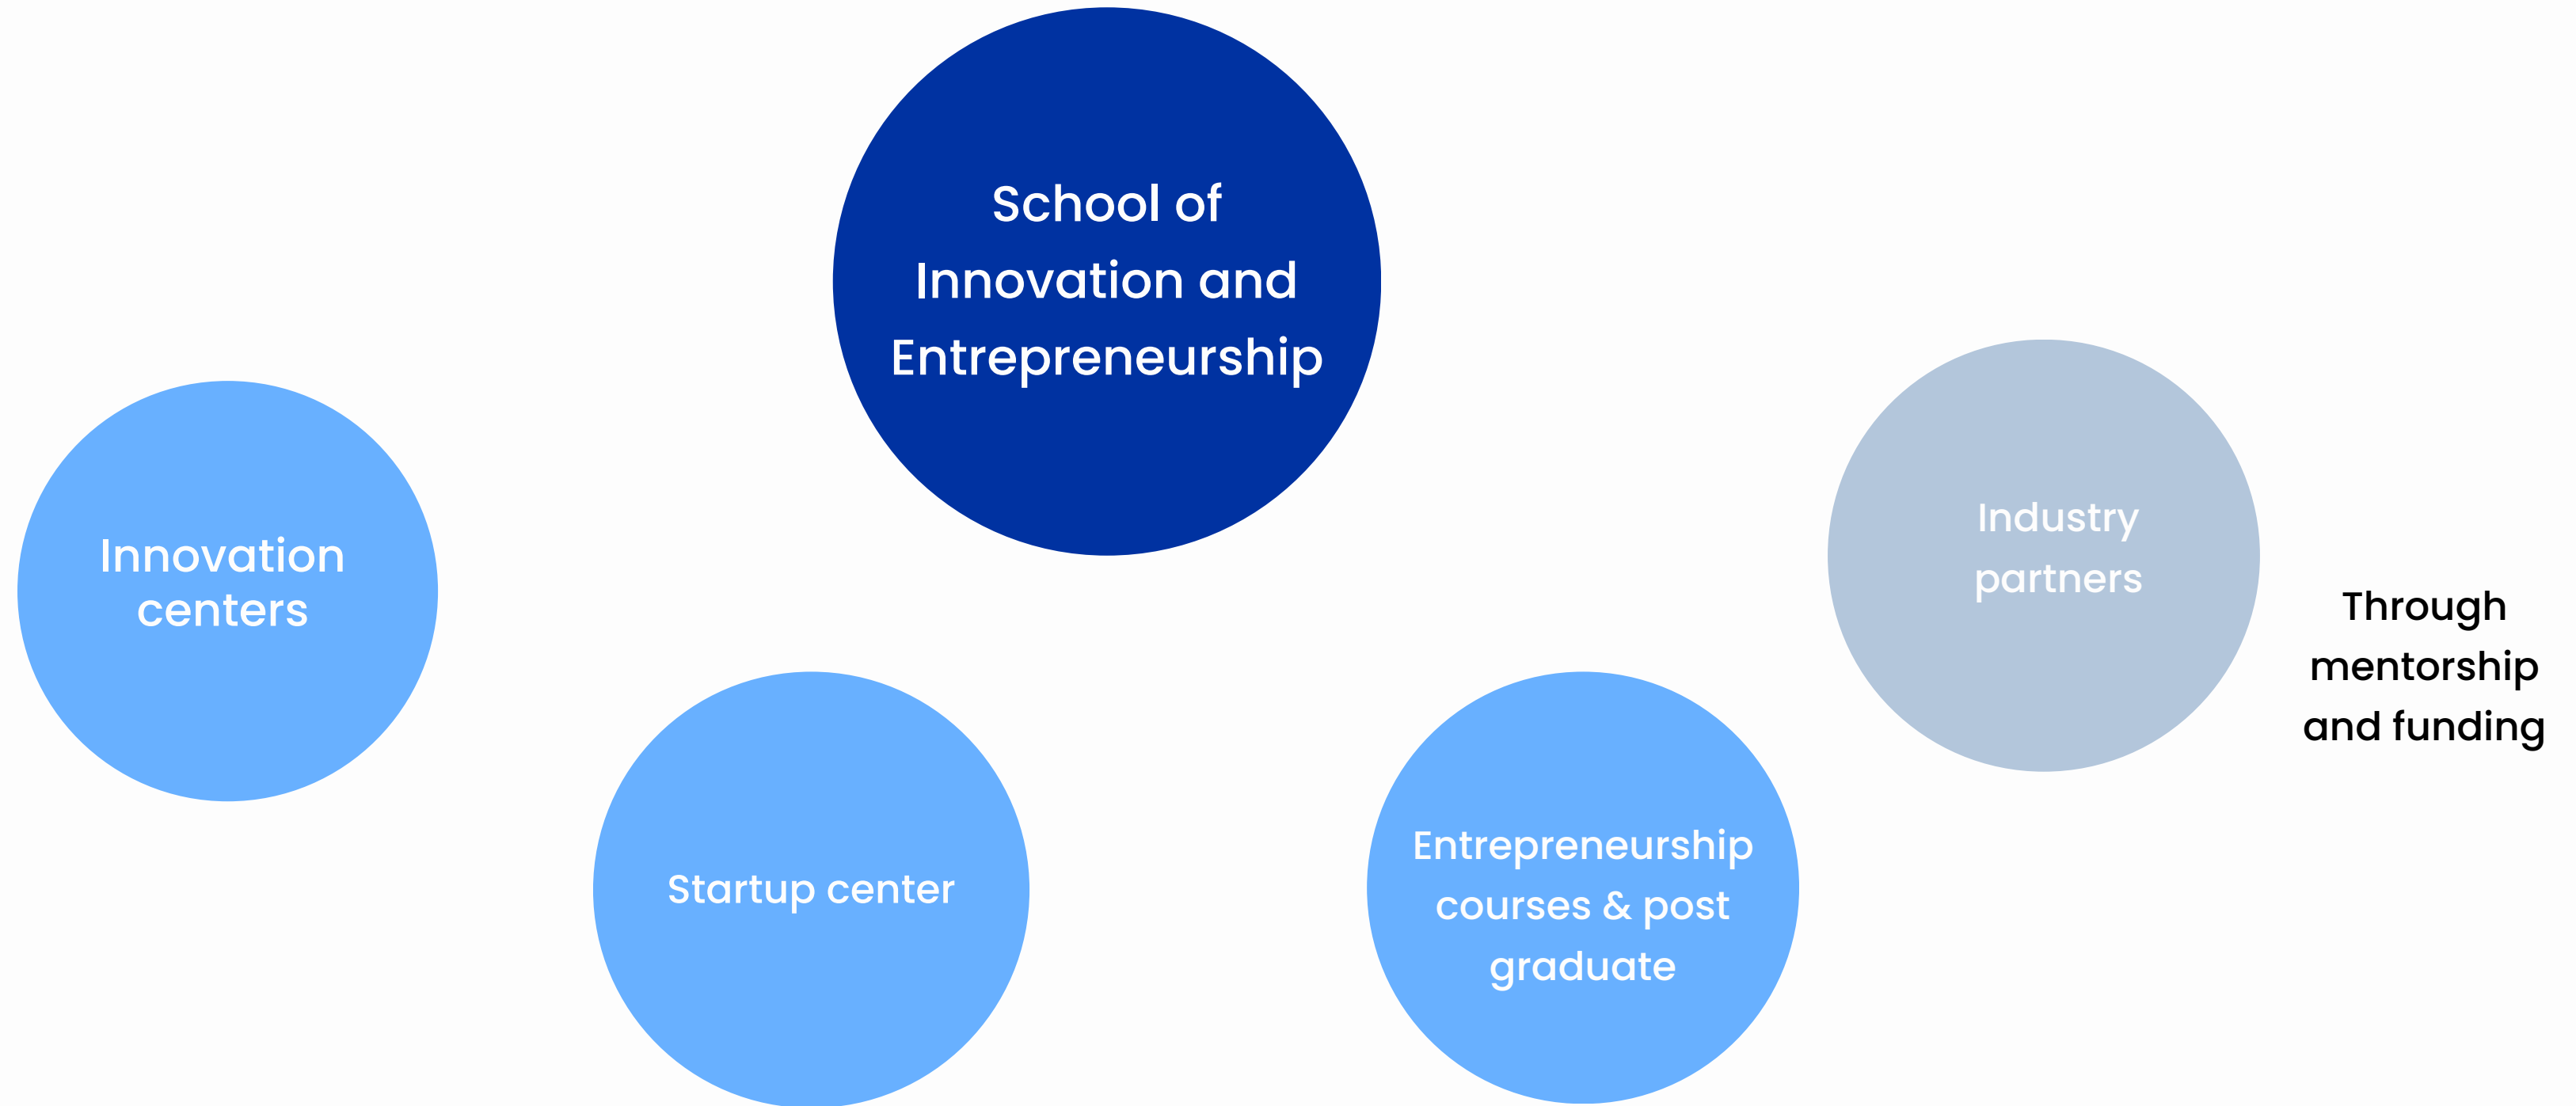 School of
Innovation and
Entrepreneurship
Innovation
centers
Industry
partners
Through
mentorship
and funding
Startup center
Entrepreneurship
courses & post
graduate